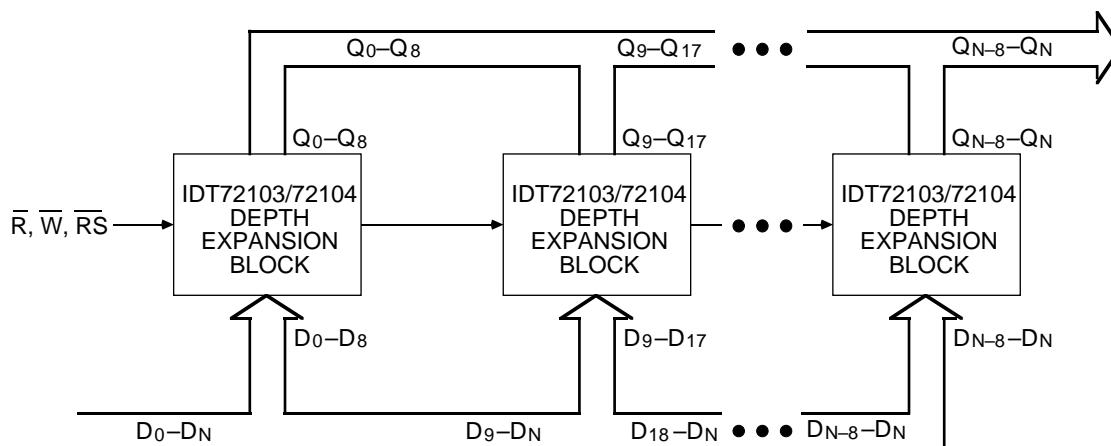 Q0–Q8 Q9–Q17 QN–8–QN
Q0–Q8 Q9–Q17 QN–8–QN
IDT72103/72104
DEPTH
EXPANSION
BLOCK
IDT72103/72104
DEPTH
EXPANSION
BLOCK
IDT72103/72104
DEPTH
EXPANSION
BLOCK
R̅, W̅, R̅S̅
D0–D8 D9–D17 DN–8–DN
D0–DN D9–DN D18–DN DN–8–DN